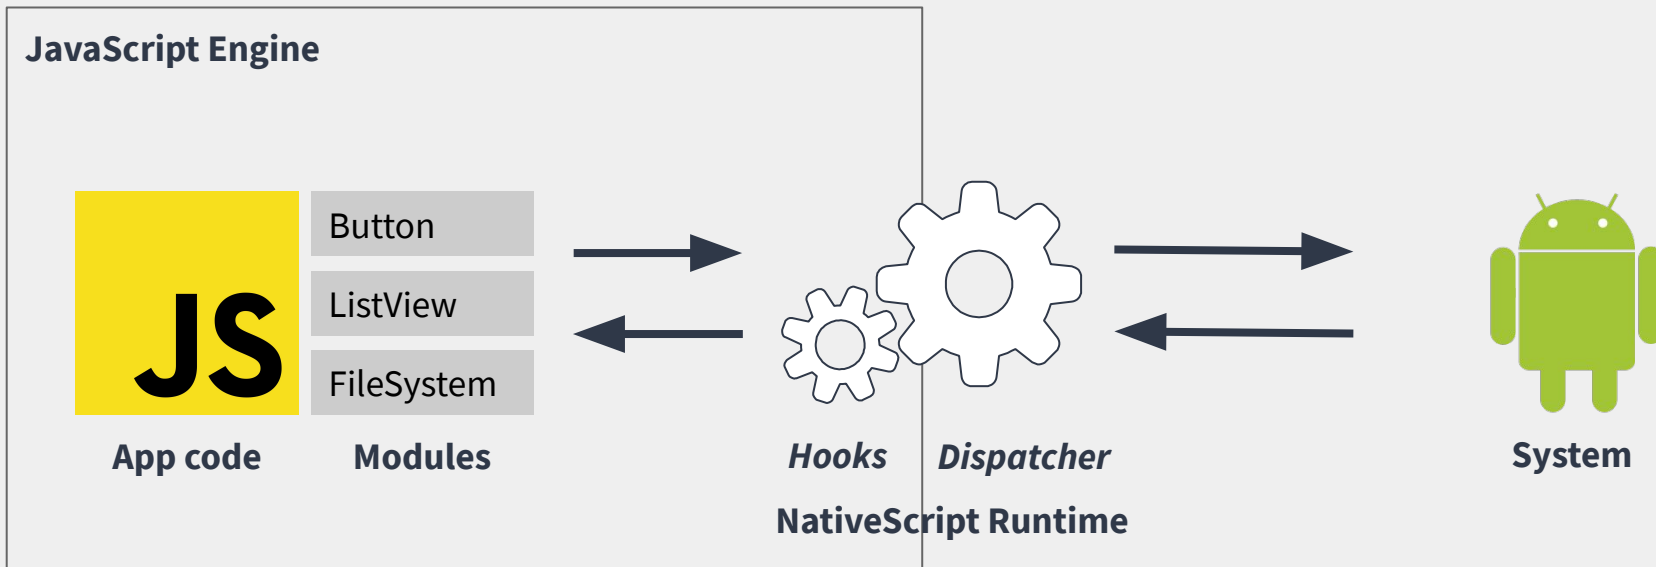 JavaScript Engine
JS
Button
ListView
FileSystem
App code
Modules
Hooks
Dispatcher
System
NativeScript Runtime